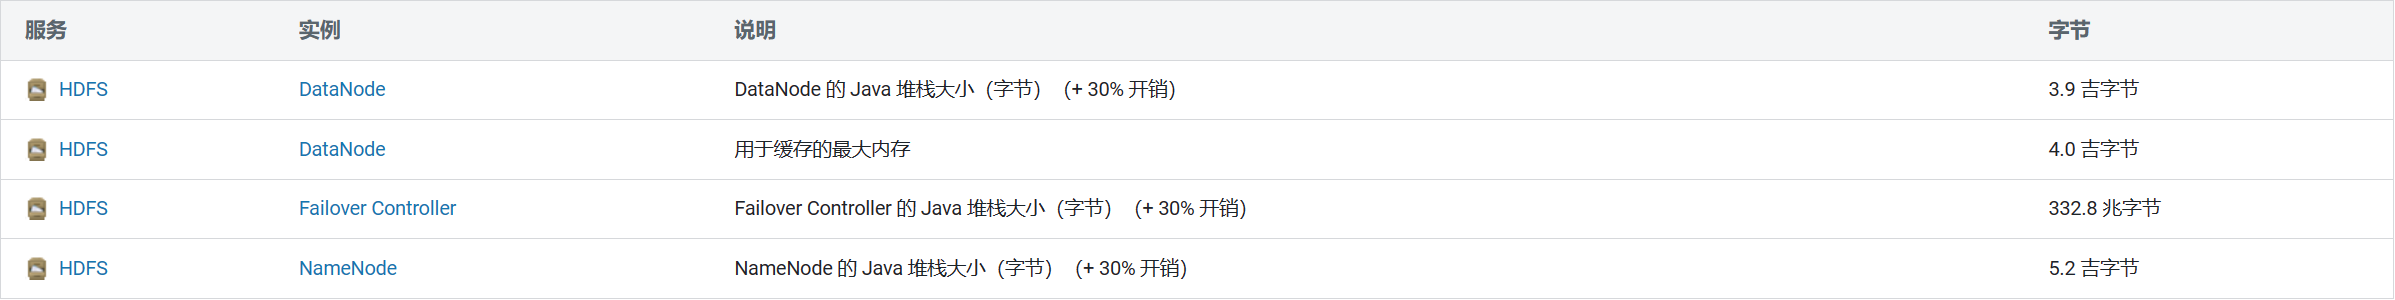 服务 实例 说明 字节
HDFS DataNode DataNode 的 Java 堆栈大小（字节）（+ 30% 开销） 3.9 吉字节
HDFS DataNode 用于缓存的最大内存 4.0 吉字节
HDFS Failover Controller Failover Controller 的 Java 堆栈大小（字节）（+ 30% 开销） 332.8 兆字节
HDFS NameNode NameNode 的 Java 堆栈大小（字节）（+ 30% 开销） 5.2 吉字节